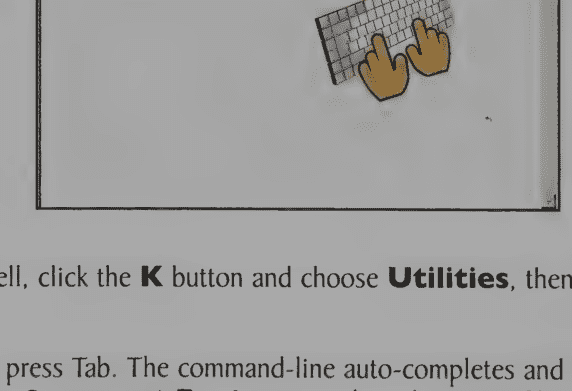 ell, click the K button and choose Utilities, then
press Tab. The command-line auto-completes and